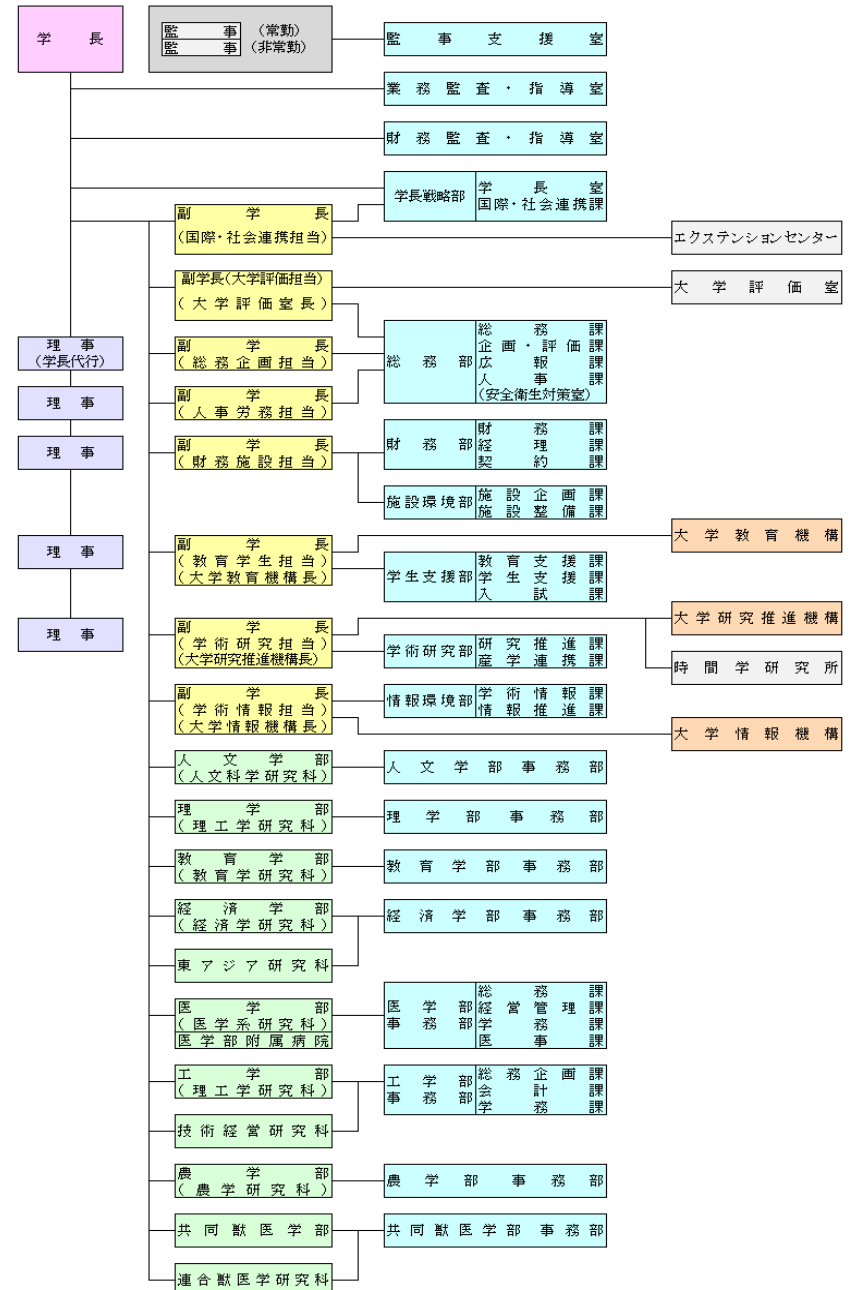 学長
監事（常勤）
監事（非常勤）
監事支援室
業務監査・指導室
財務監査・指導室
学長戦略部
学長室
国際・社会連携課
副学長
(国際・社会連携担当)
エクステンションセンター
副学長(大学評価担当)
(大学評価室長)
大学評価室
理事
(学長代行)
副学長
(総務企画担当)
総務部
総務課
企画・評価課
広報課
人事課
(安全衛生対策室)
理事
副学長
(人事労務担当)
理事
副学長
(財務施設担当)
財務部
財務課
経理課
契約課
施設環境部
施設企画課
施設整備課
理事
副学長
(教育学生担当)
(大学教育機構長)
大学教育機構
学生支援部
教育支援課
学生支援課
入試課
理事
副学長
(学術研究担当)
(大学研究推進機構長)
大学研究推進機構
学術研究部
研究推進課
産学連携課
時間学研究所
副学長
(学術情報担当)
(大学情報機構長)
情報環境部
学術情報課
情報推進課
大学情報機構
人文学部
(人文科学研究科)
人文学部事務部
理学部
(理工学研究科)
理学部事務部
教育学部
(教育学研究科)
教育学部事務部
経済学部
(経済学研究科)
経済学部事務部
東アジア研究科
医学部
(医学系研究科)
医学部附属病院
医学部
事務部
総務課
経営管理課
学務課
医事課
工学部
(理工学研究科)
工学部
事務部
総務企画課
会計課
学務課
技術経営研究科
農学部
(農学研究科)
農学部事務部
共同獣医学部
共同獣医学部事務部
連合獣医学研究科